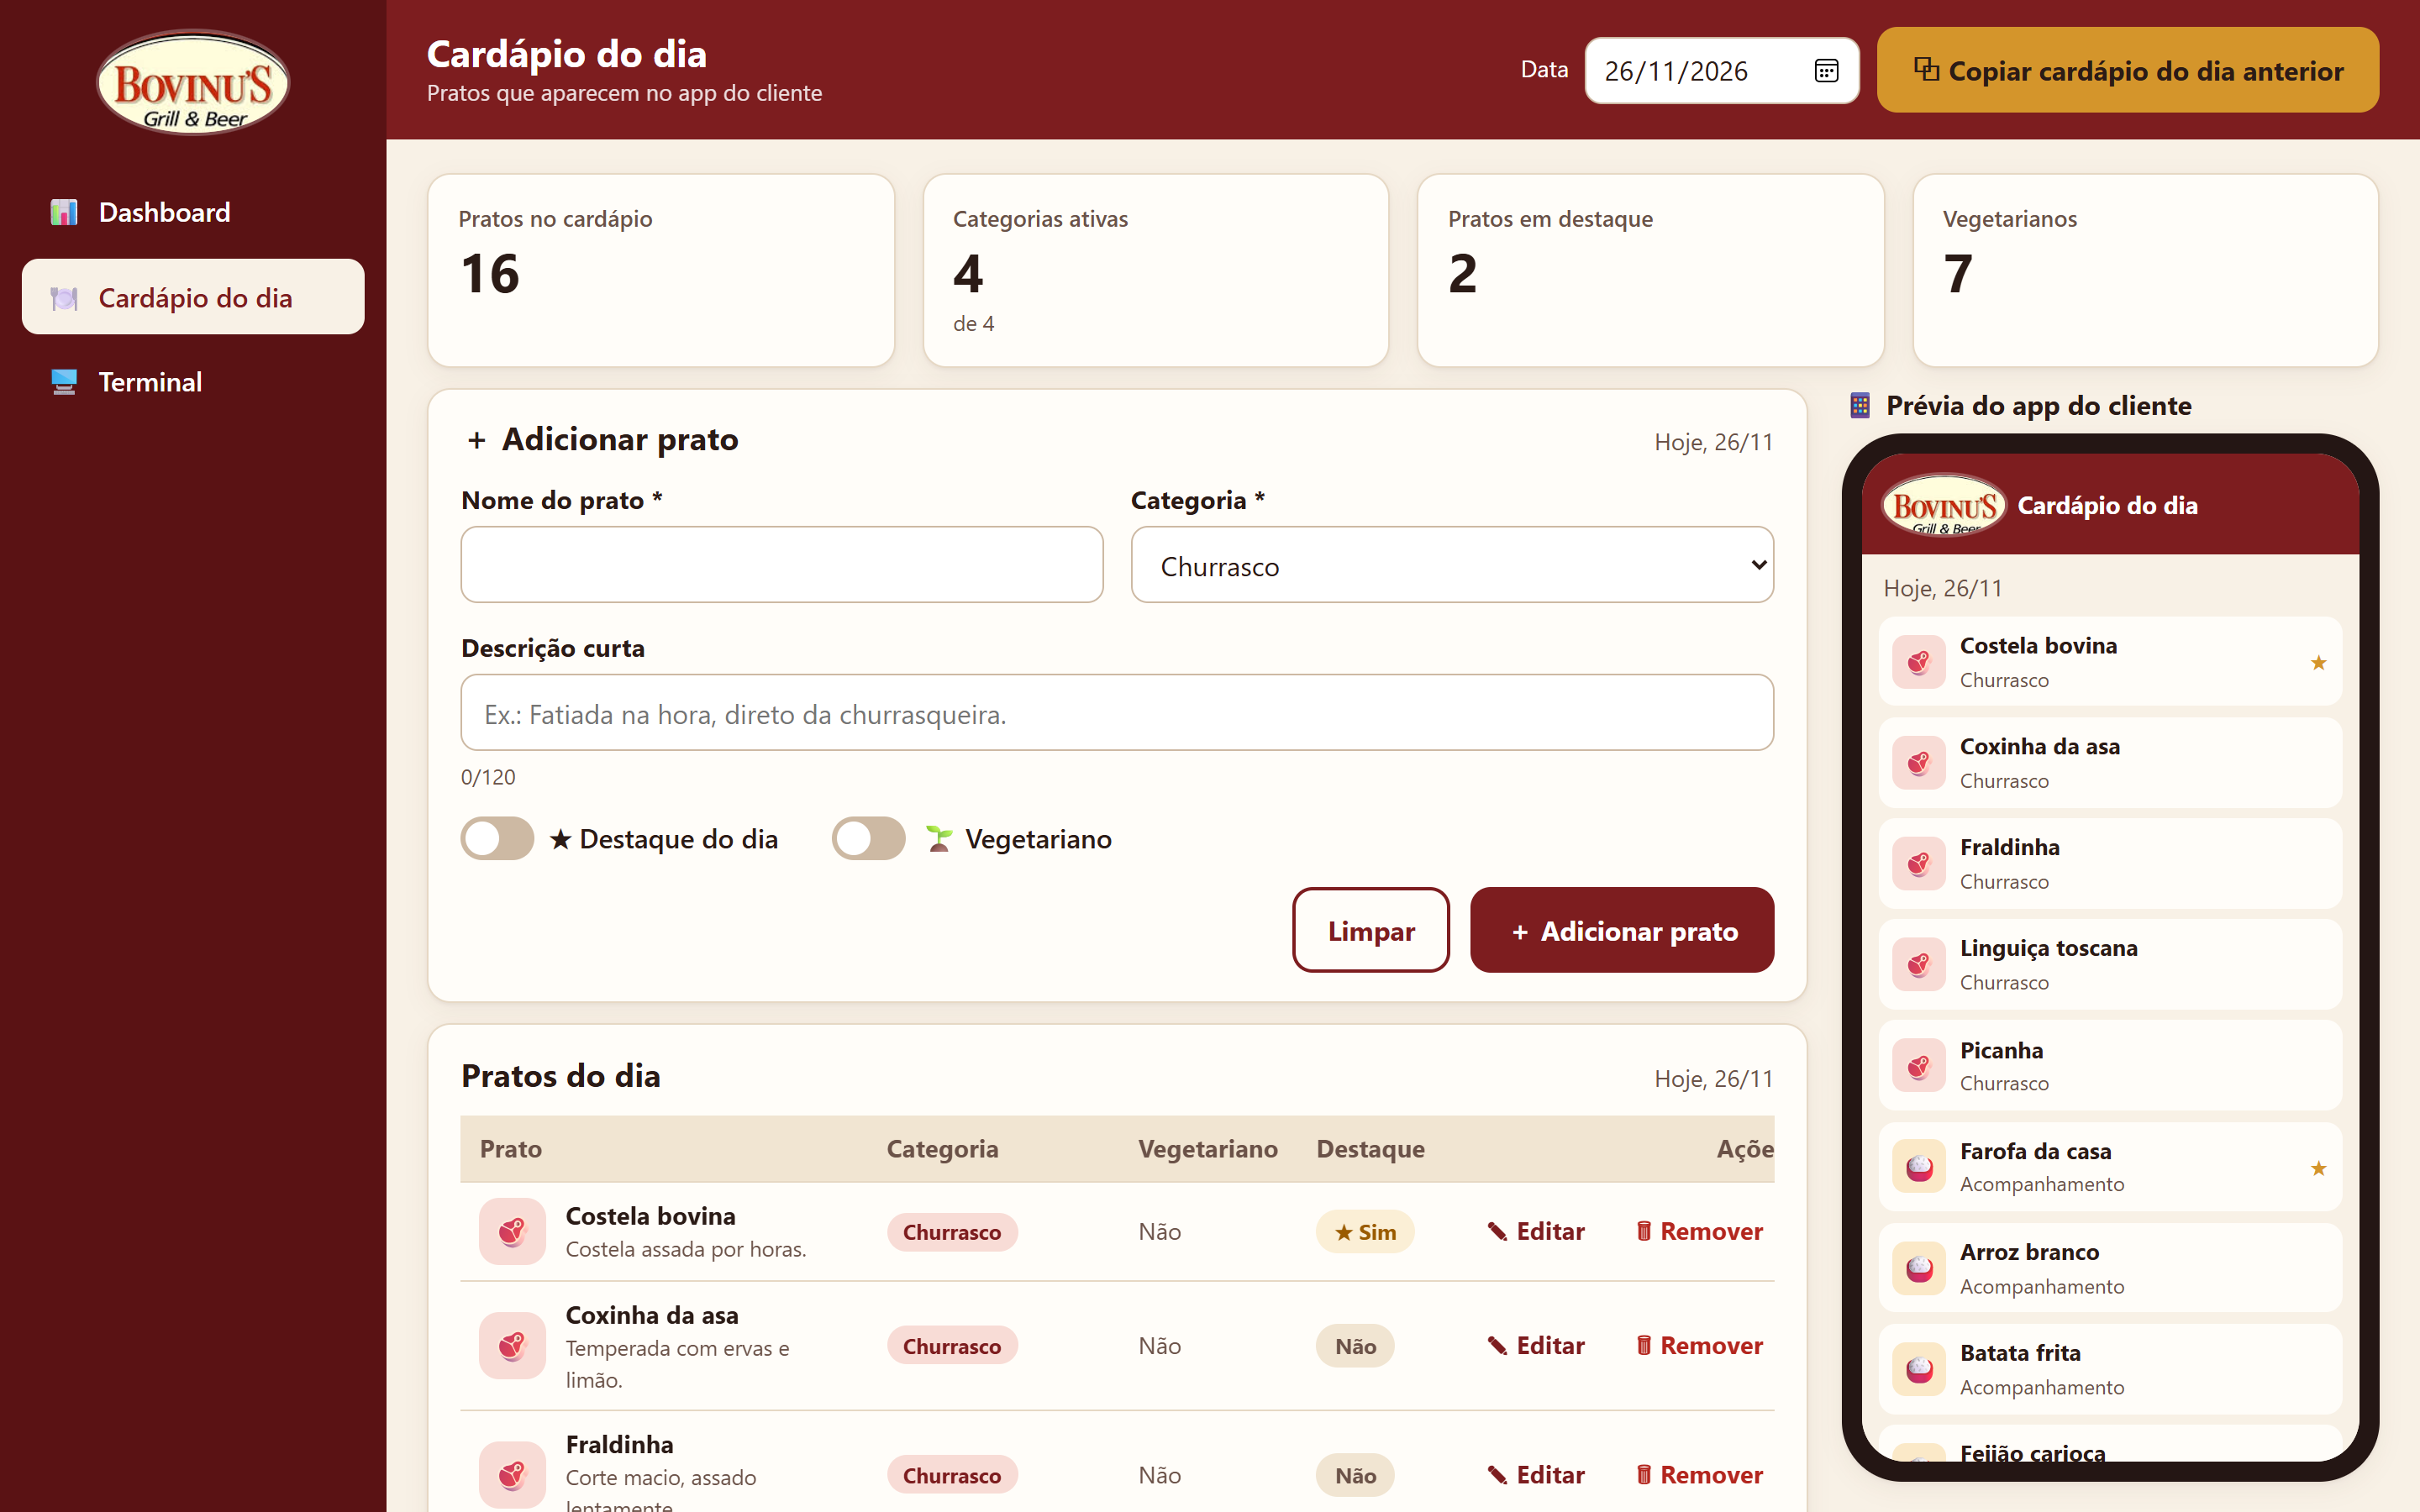 BOVINU'S
Grill & Beer
Dashboard
Cardápio do dia
Terminal
Cardápio do dia
Pratos que aparecem no app do cliente
Data
26/11/2026
Copiar cardápio do dia anterior
Pratos no cardápio
16
Categorias ativas
4
de 4
Pratos em destaque
2
Vegetarianos
7
+ Adicionar prato
Hoje, 26/11
Nome do prato *
Categoria *
Churrasco
Descrição curta
Ex.: Fatiada na hora, direto da churrasqueira.
0/120
★ Destaque do dia
Vegetariano
Limpar
+ Adicionar prato
Pratos do dia
Hoje, 26/11
Prato Categoria Vegetariano Destaque Açõe
Costela bovina
Costela assada por horas.
Churrasco
Não
★ Sim
Editar
Remover
Coxinha da asa
Temperada com ervas e
limão.
Churrasco
Não
Não
Editar
Remover
Fraldinha
Corte macio, assado
lentamente.
Churrasco
Não
Não
Editar
Remover
Prévia do app do cliente
BOVINU'S
Grill & Beer
Cardápio do dia
Hoje, 26/11
Costela bovina
Churrasco
★
Coxinha da asa
Churrasco
Fraldinha
Churrasco
Linguiça toscana
Churrasco
Picanha
Churrasco
Farofa da casa
Acompanhamento
★
Arroz branco
Acompanhamento
Batata frita
Acompanhamento
Feijão carioca